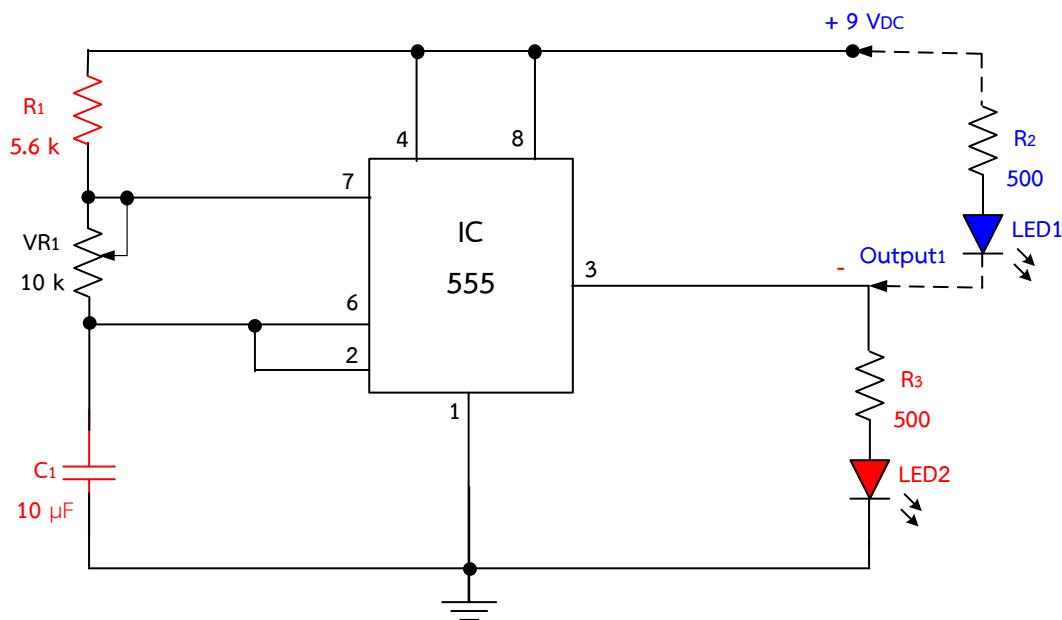 + 9 VDC
R1
5.6 k
4
8
R2
500
7
VR1
10 k
IC
555
LED1
Output1
-
3
6
2
R3
500
1
C1
10 µF
LED2